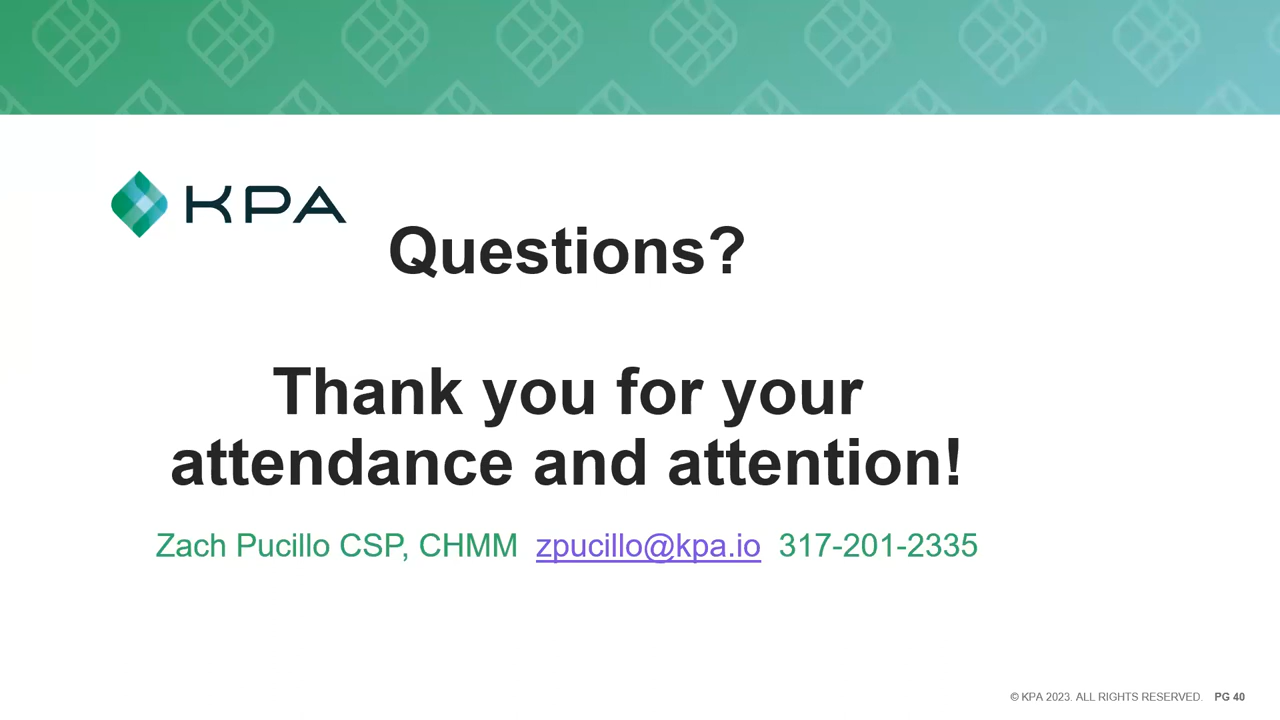 KPA
Questions?
Thank you for your
attendance and attention!
Zach Pucillo CSP, CHMM zpucillo@kpa.io 317-201-2335
© KPA 2023. ALL RIGHTS RESERVED. PG 40